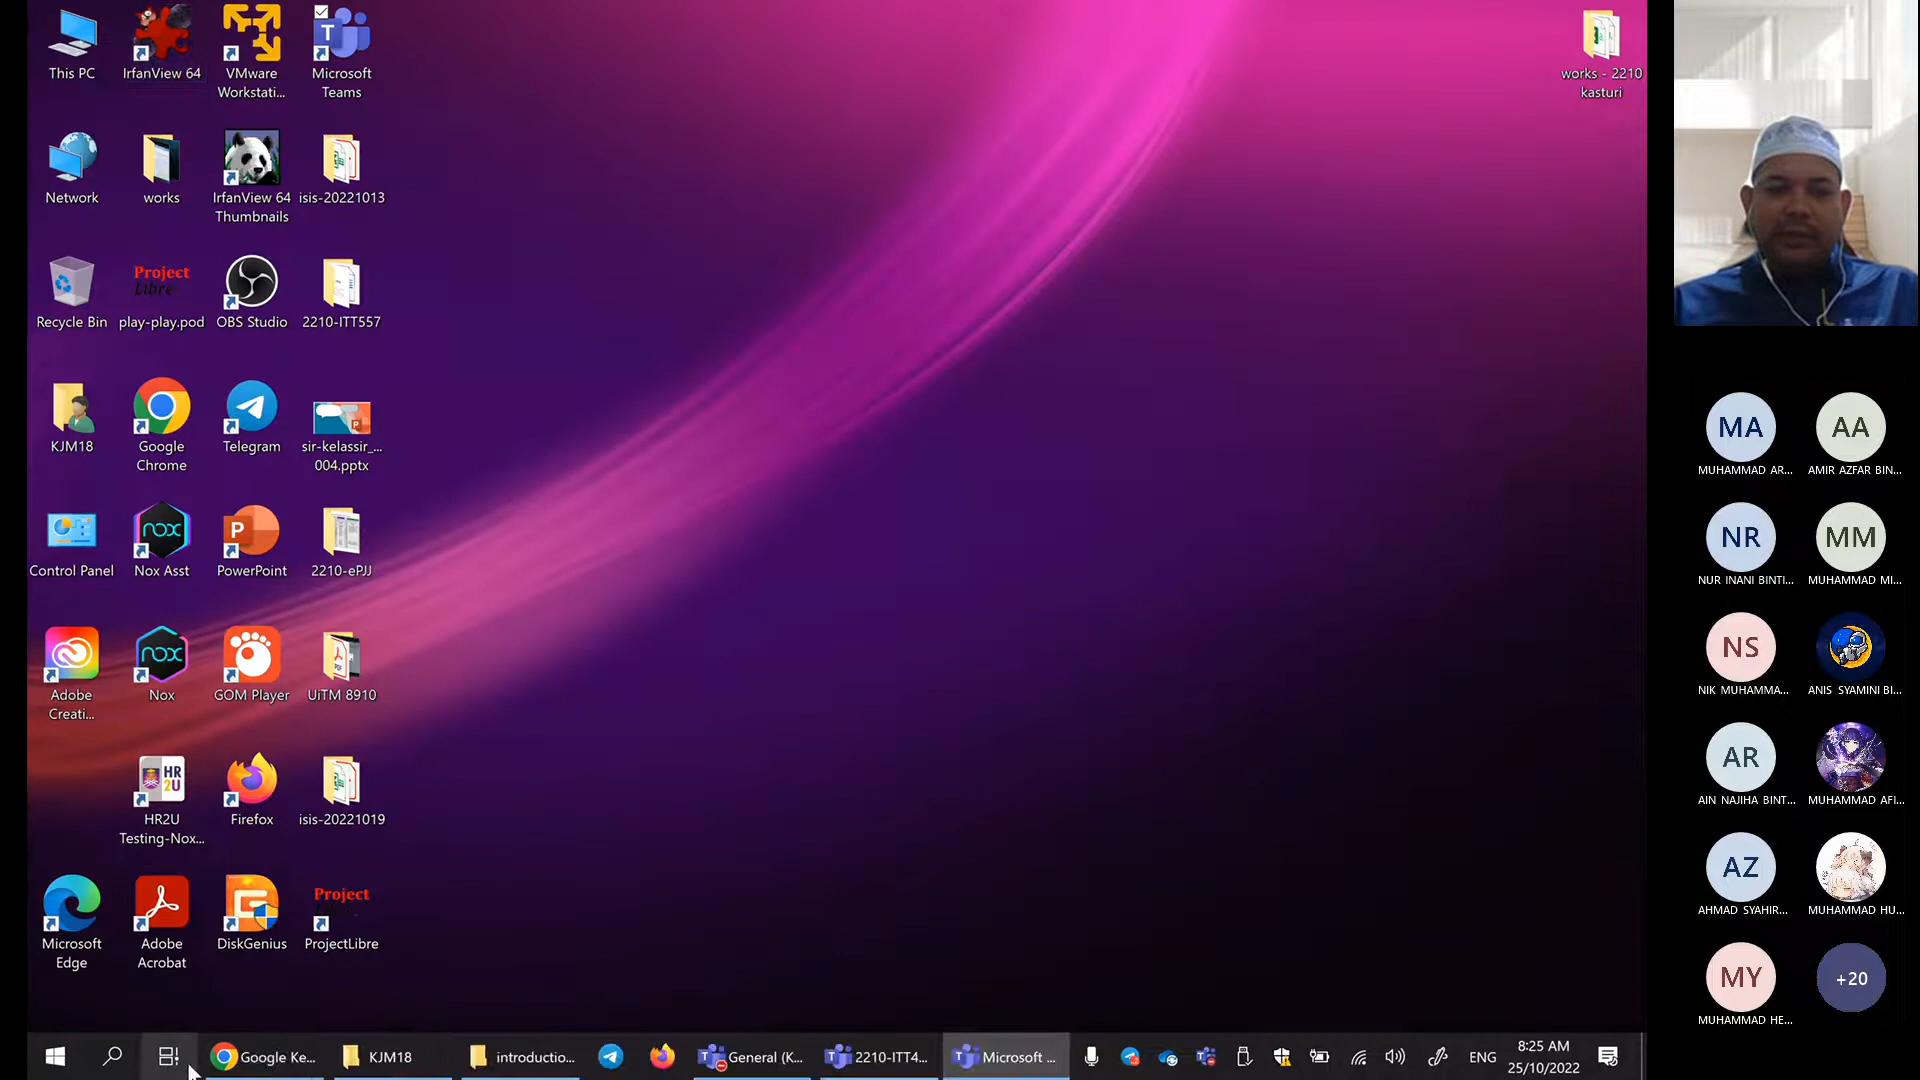 This PC
IrfanView 64
VMware
Workstati...
Microsoft
Teams
works - 2210
kasturi
Network
works
IrfanView 64
Thumbnails
isis-20221013
Project
Libre
Recycle Bin
play-play.pod
OBS Studio
2210-ITT557
KJM18
Google
Chrome
Telegram
sir-kelassir_...
004.pptx
MA
MUHAMMAD AR...
AA
AMIR AZFAR BIN...
nox
nox
Control Panel
Nox Asst
PowerPoint
2210-ePJJ
NR
NUR INANI BINTI...
MM
MUHAMMAD MI...
Adobe
Creati...
Nox
GOM Player
UiTM 8910
NS
NIK MUHAMMA...
ANIS SYAMINI BI...
HR
2U
HR2U
Testing-Nox...
Firefox
isis-20221019
AR
AIN NAJIHA BINT...
MUHAMMAD AFI...
Project
Microsoft
Edge
Adobe
Acrobat
DiskGenius
ProjectLibre
AZ
AHMAD SYAHIR...
MUHAMMAD HU...
MY
MUHAMMAD HE...
+20
Google Ke...
KJM18
introductio...
General (K...
2210-ITT4...
Microsoft ...
ENG
8:25 AM
25/10/2022